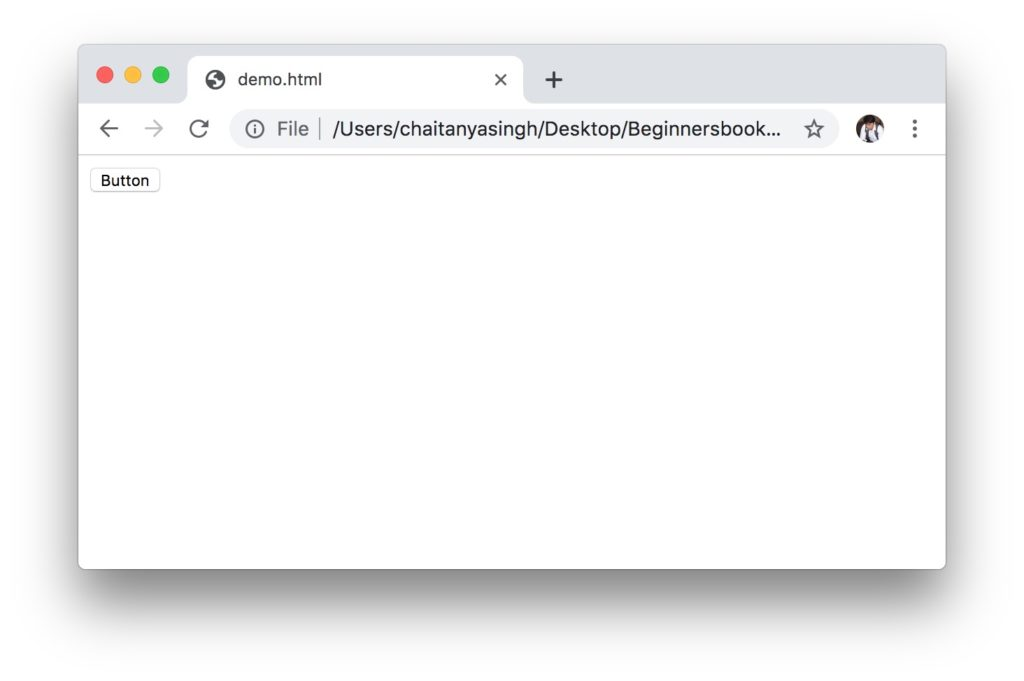 demo.html
File /Users/chaitanyasingh/Desktop/Beginnersbook...
Button